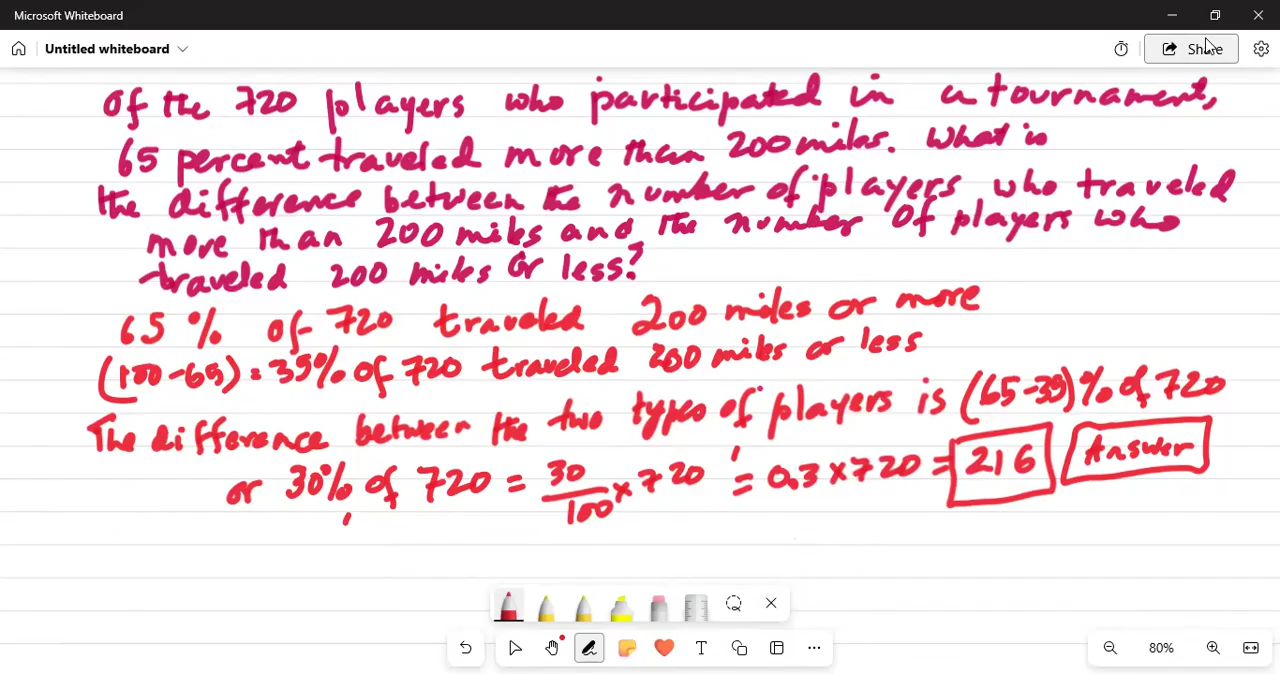 Microsoft Whiteboard
Untitled whiteboard
Share
Of the 720 players who participated in a tournament,
65 percent traveled more than 200 miles. What is
the difference between the number of players who traveled
more than 200 miles and the number of players who
traveled 200 miles or less?
65 % of 720 traveled 200 miles or more
(100-65) = 35% of 720 traveled 200 miles or less
The difference between the two types of players is (65-35)% of 720
or 30% of 720 = 30/100 × 720 = 0.3 × 720 = 216 Answer
80%